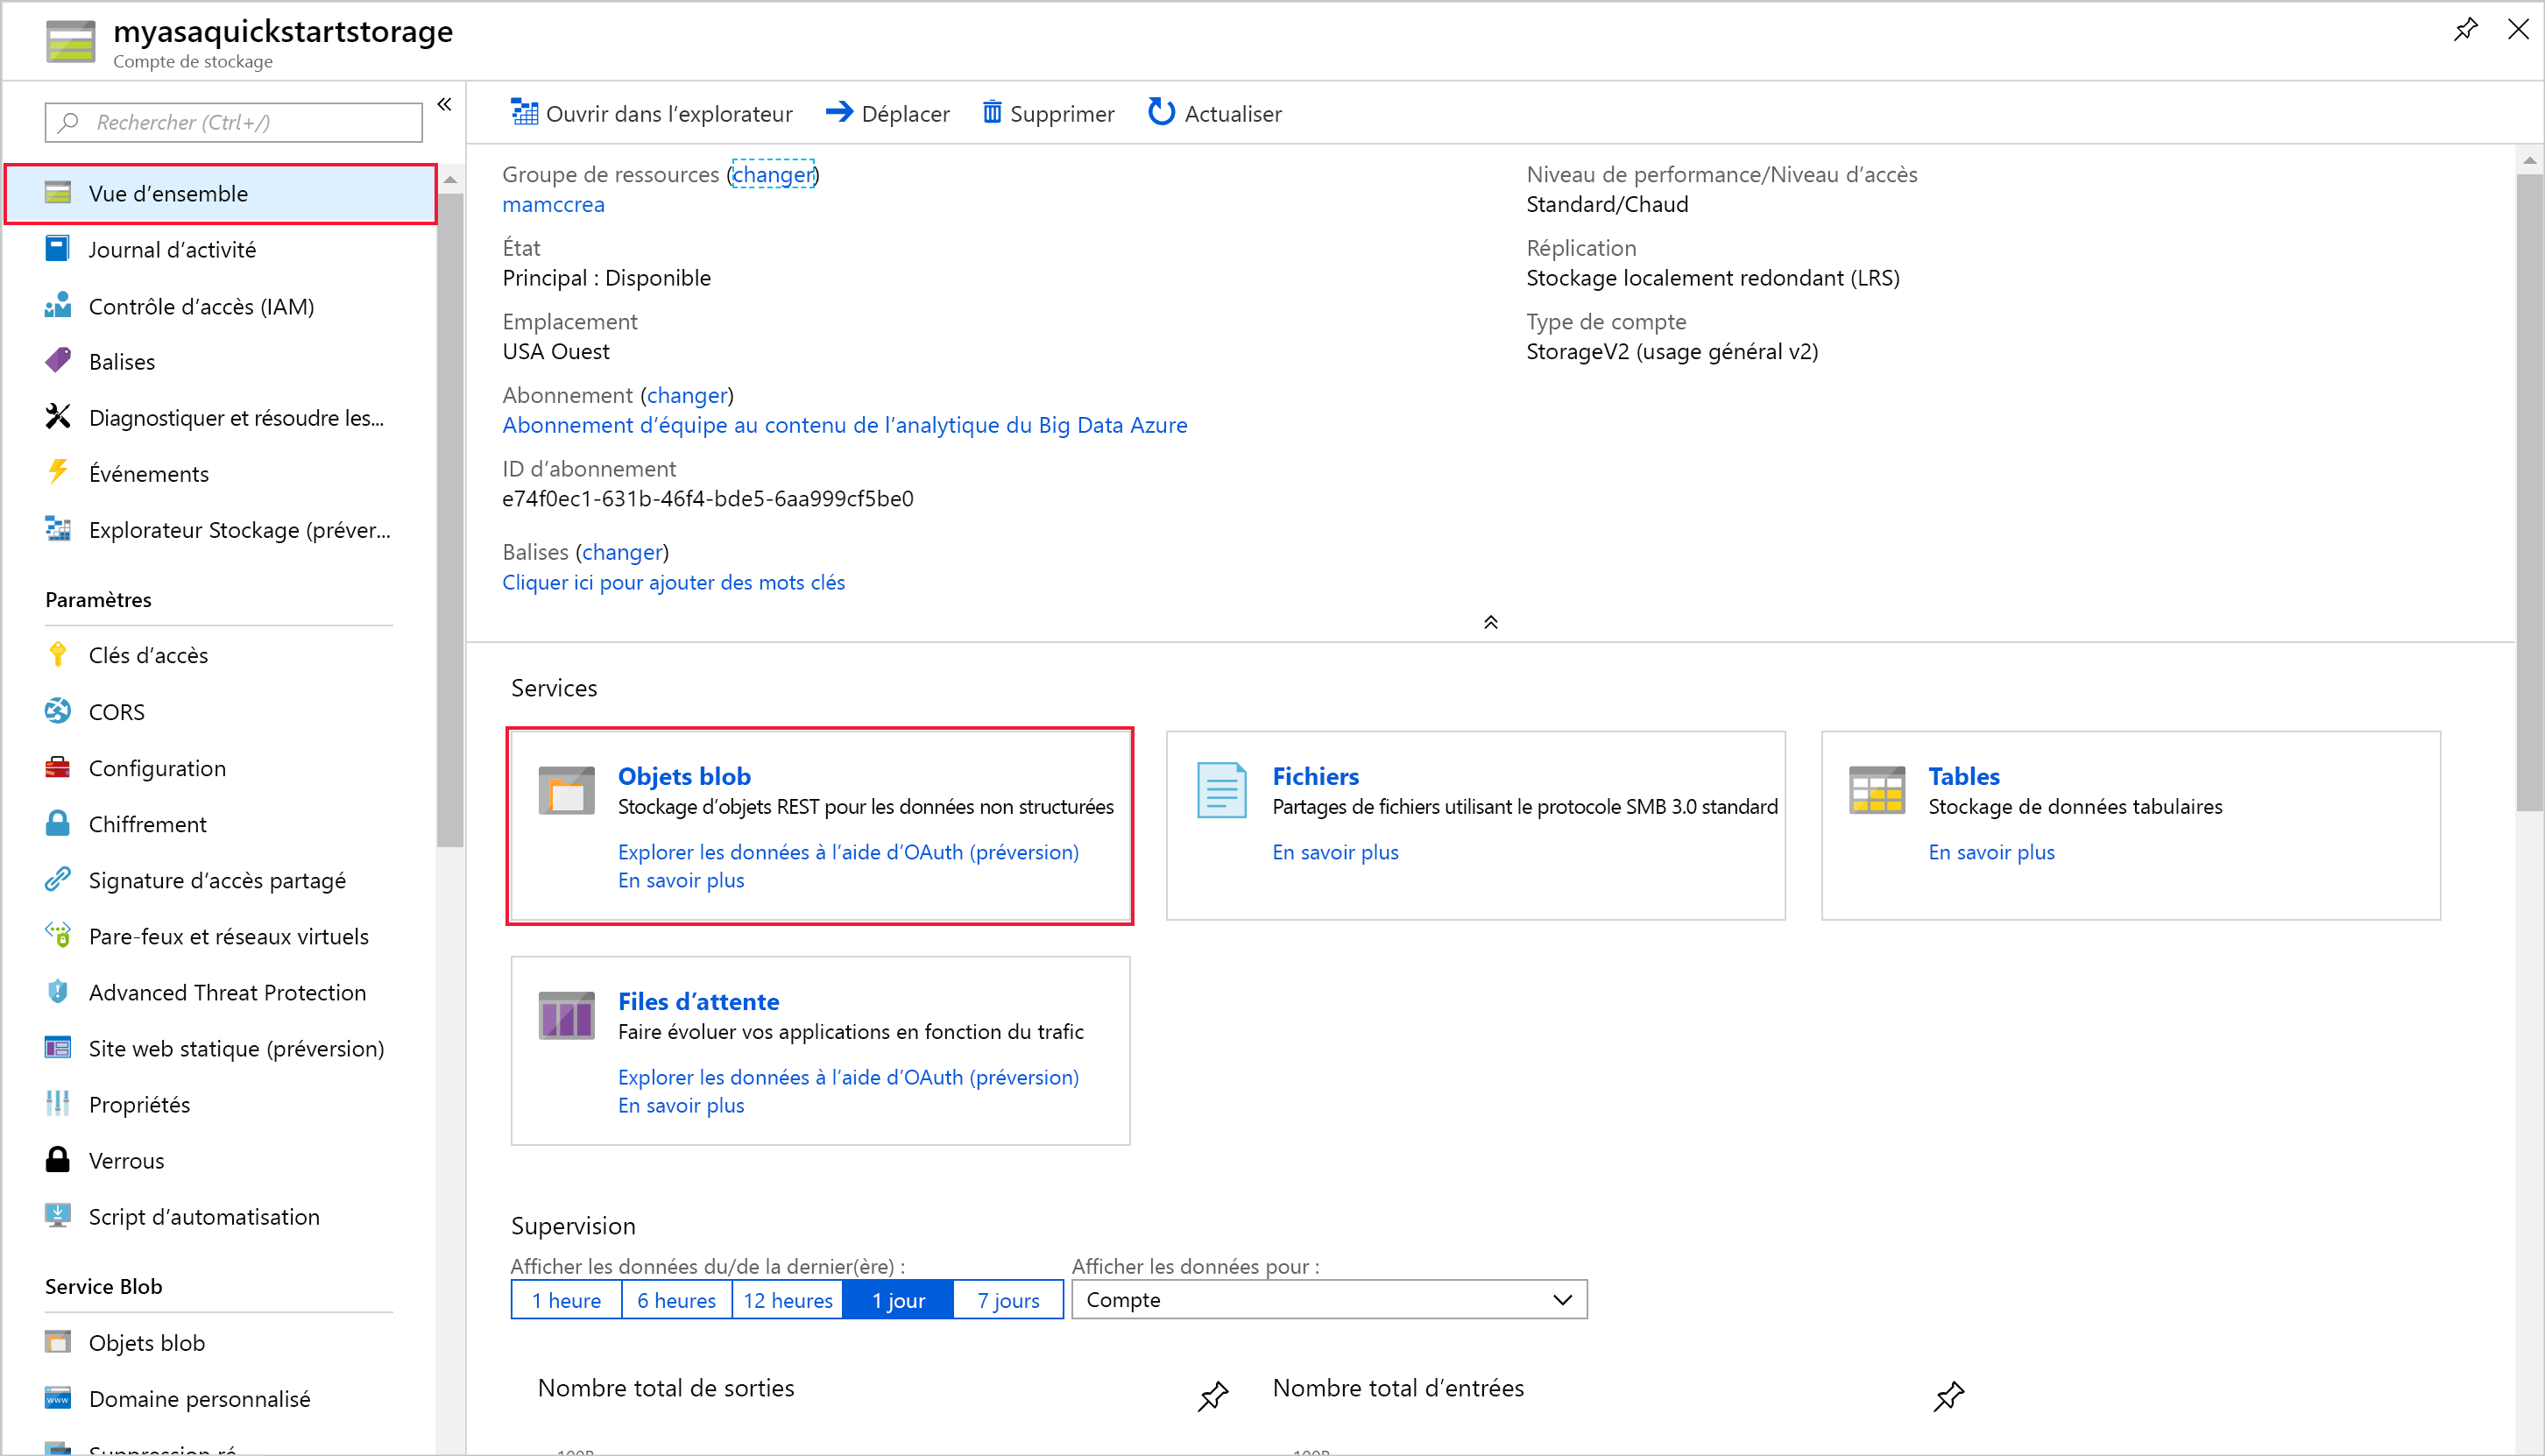 myasaquickstartstorage
Compte de stockage
Rechercher (Ctrl+/)
Vue d’ensemble
Journal d’activité
Contrôle d’accès (IAM)
Balises
Diagnostiquer et résoudre les...
Événements
Explorateur Stockage (préver...
Paramètres
Clés d’accès
CORS
Configuration
Chiffrement
Signature d’accès partagé
Pare-feux et réseaux virtuels
Advanced Threat Protection
Site web statique (préversion)
Propriétés
Verrous
Script d’automatisation
Service Blob
Objets blob
Domaine personnalisé
Ouvrir dans l’explorateur
Déplacer
Supprimer
Actualiser
Groupe de ressources (changer)
mamccrea
État
Principal : Disponible
Emplacement
USA Ouest
Abonnement (changer)
Abonnement d’équipe au contenu de l’analytique du Big Data Azure
ID d’abonnement
e74f0ec1-631b-46f4-bde5-6aa999cf5be0
Balises (changer)
Cliquer ici pour ajouter des mots clés
Niveau de performance/Niveau d’accès
Standard/Chaud
Réplication
Stockage localement redondant (LRS)
Type de compte
StorageV2 (usage général v2)
Services
Objets blob
Stockage d’objets REST pour les données non structurées
Explorer les données à l’aide d’OAuth (préversion)
En savoir plus
Fichiers
Partages de fichiers utilisant le protocole SMB 3.0 standard
En savoir plus
Tables
Stockage de données tabulaires
En savoir plus
Files d’attente
Faire évoluer vos applications en fonction du trafic
Explorer les données à l’aide d’OAuth (préversion)
En savoir plus
Supervision
Afficher les données du/de la dernier(ère) :
1 heure
6 heures
12 heures
1 jour
7 jours
Afficher les données pour :
Compte
Nombre total de sorties
Nombre total d’entrées